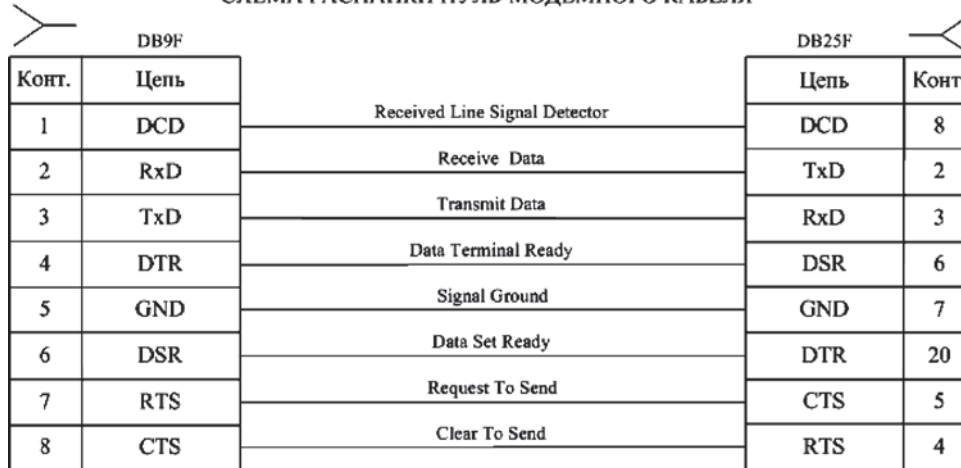 DB9F DB25F
Конт. Цепь Цепь Конт
1 DCD Received Line Signal Detector DCD 8
2 RxD Receive Data TxD 2
3 TxD Transmit Data RxD 3
4 DTR Data Terminal Ready DSR 6
5 GND Signal Ground GND 7
6 DSR Data Set Ready DTR 20
7 RTS Request To Send CTS 5
8 CTS Clear To Send RTS 4